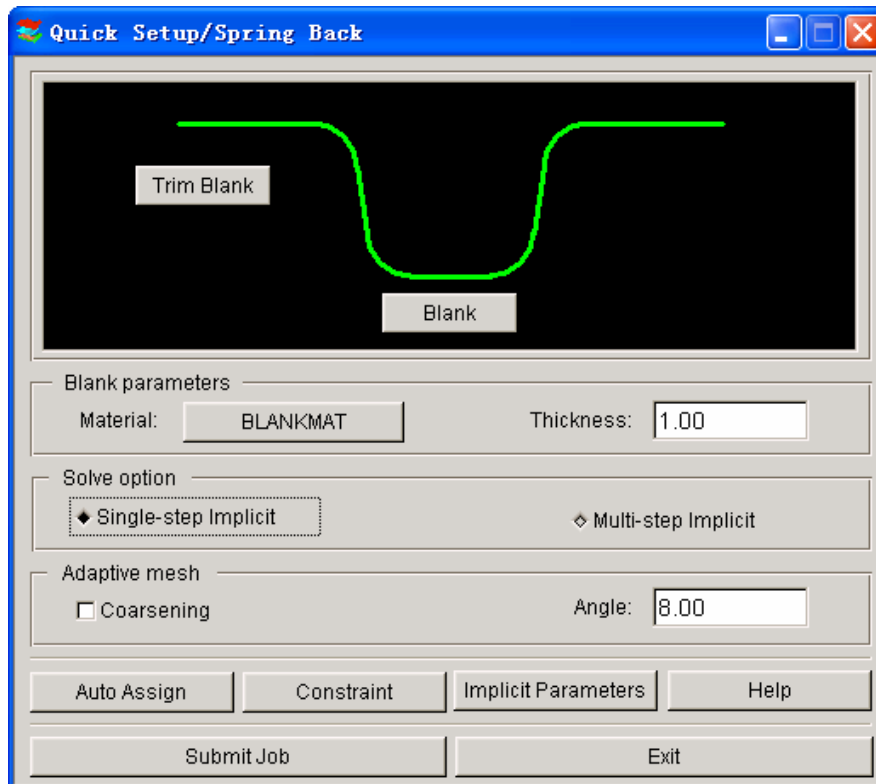 Quick Setup/Spring Back
Trim Blank
Blank
Blank parameters
Material: BLANKMAT Thickness: 1.00
Solve option
Single-step Implicit Multi-step Implicit
Adaptive mesh
Coarsening Angle: 8.00
Auto Assign Constraint Implicit Parameters Help
Submit Job Exit